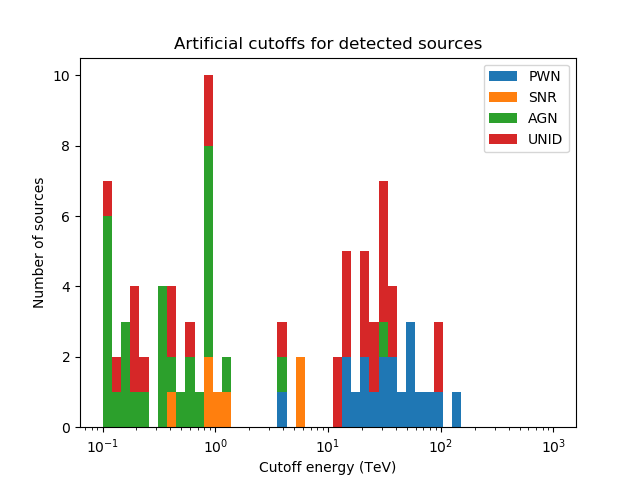 Artificial cutoffs for detected sources
Number of sources
10
8
6
4
2
0
PWN
SNR
AGN
UNID
10⁻¹
10⁰
10¹
10²
10³
Cutoff energy (TeV)